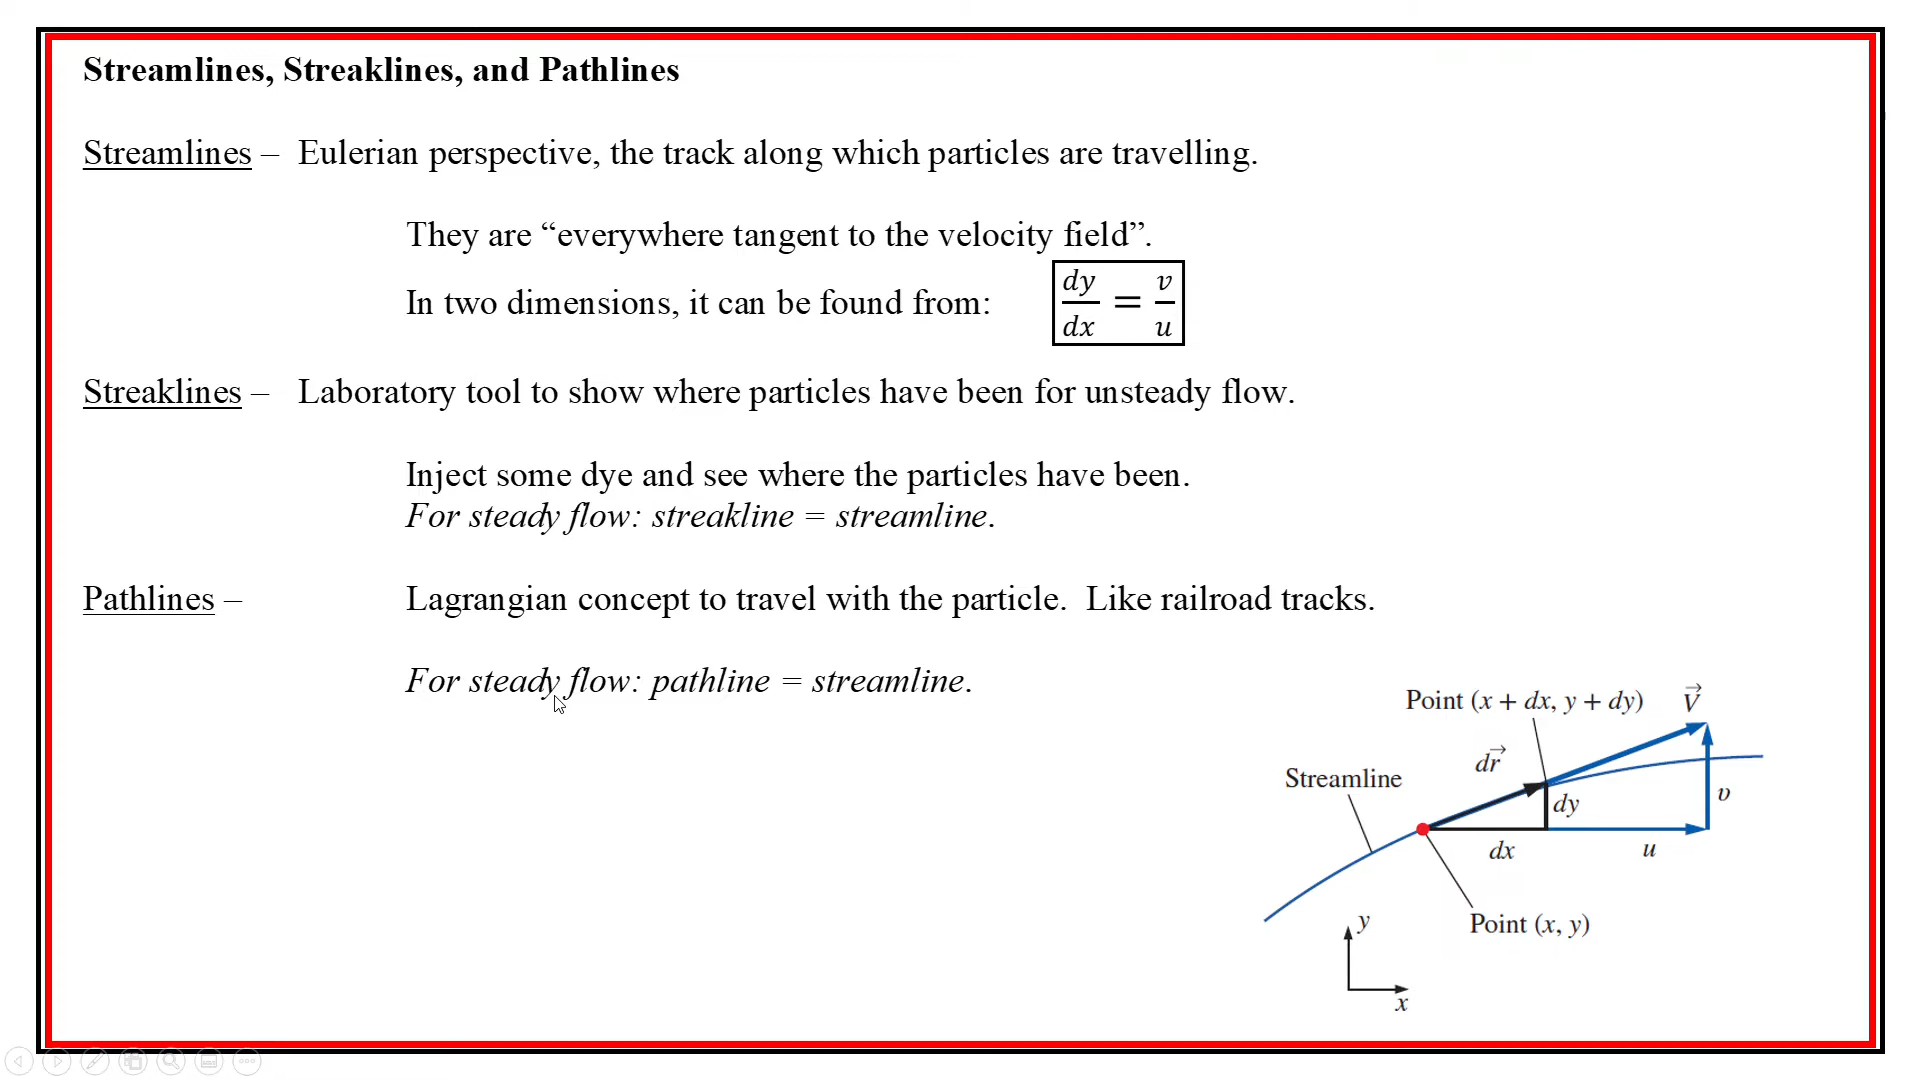 Streamlines, Streaklines, and Pathlines
Streamlines – Eulerian perspective, the track along which particles are travelling.
They are “everywhere tangent to the velocity field”.
In two dimensions, it can be found from: dy/dx = v/u
Streaklines – Laboratory tool to show where particles have been for unsteady flow.
Inject some dye and see where the particles have been.
For steady flow: streakline = streamline.
Pathlines – Lagrangian concept to travel with the particle. Like railroad tracks.
For steady flow: pathline = streamline.
Point (x + dx, y + dy)
V⃗
dr⃗
Streamline
dy
υ
dx
u
Point (x, y)
y
x